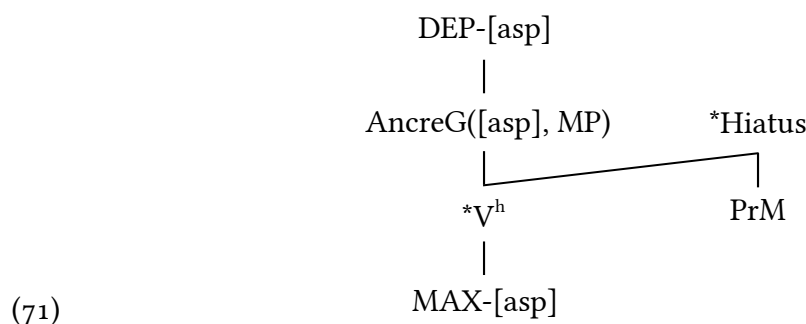 DEP-[asp]
AncreG([asp], MP) *Hiatus
*Vʰ PrM
(71) MAX-[asp]